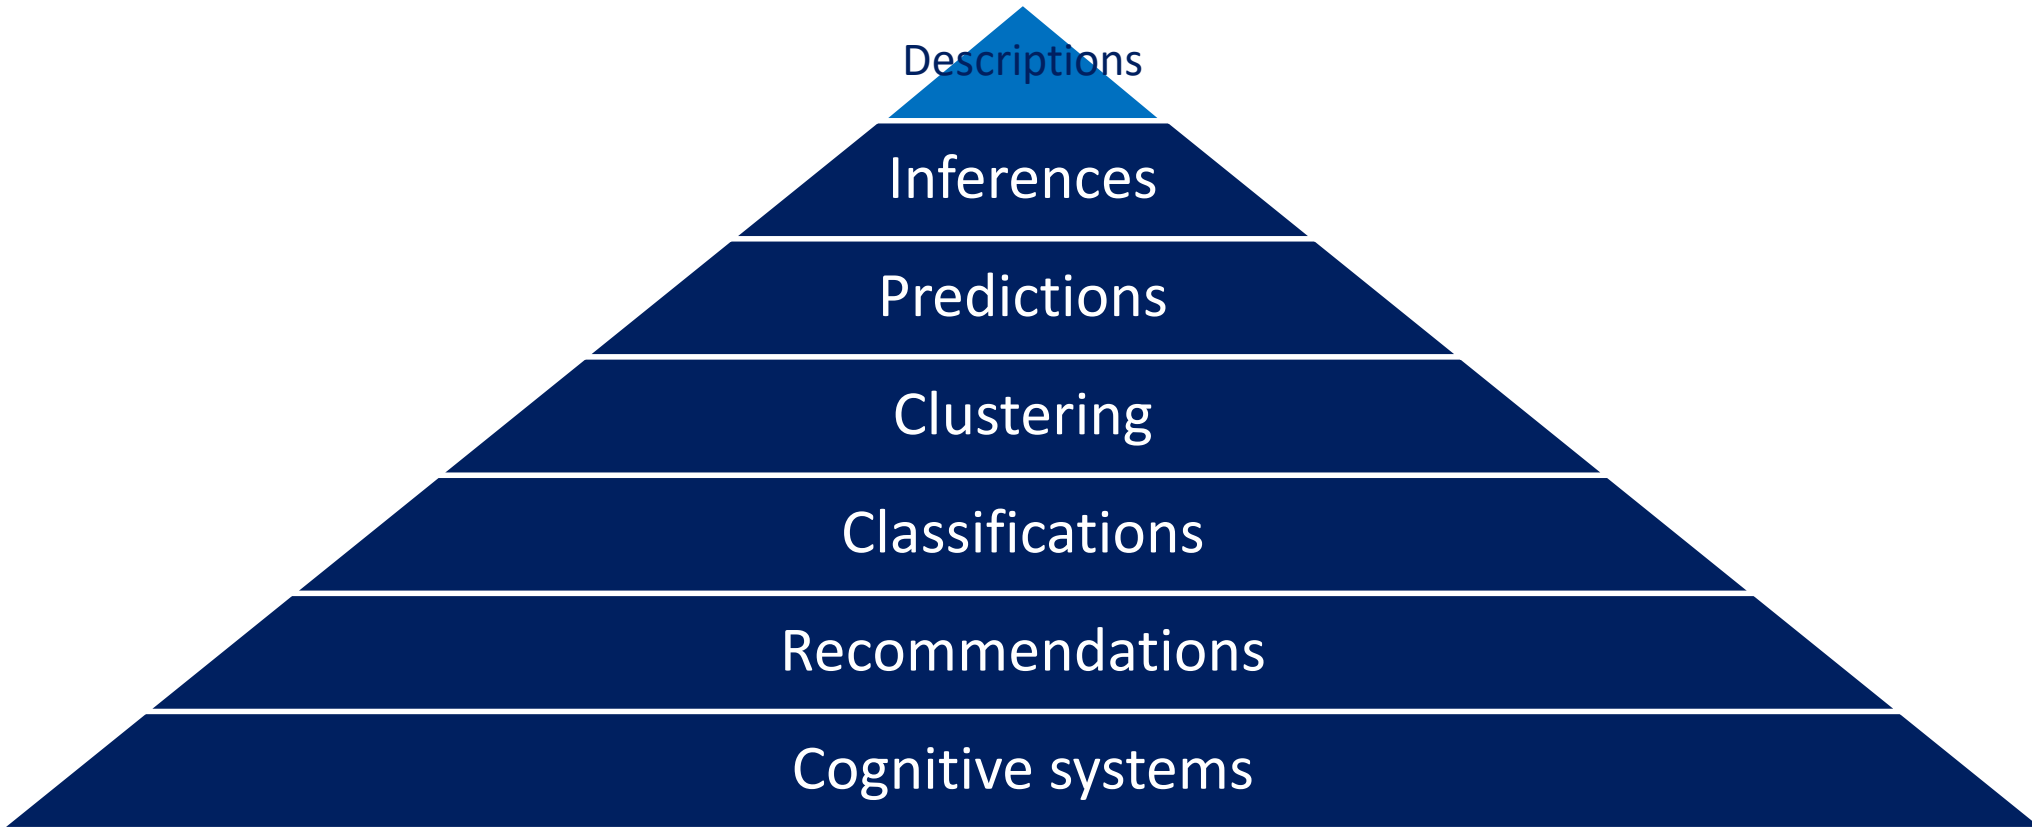 Descriptions
Inferences
Predictions
Clustering
Classifications
Recommendations
Cognitive systems